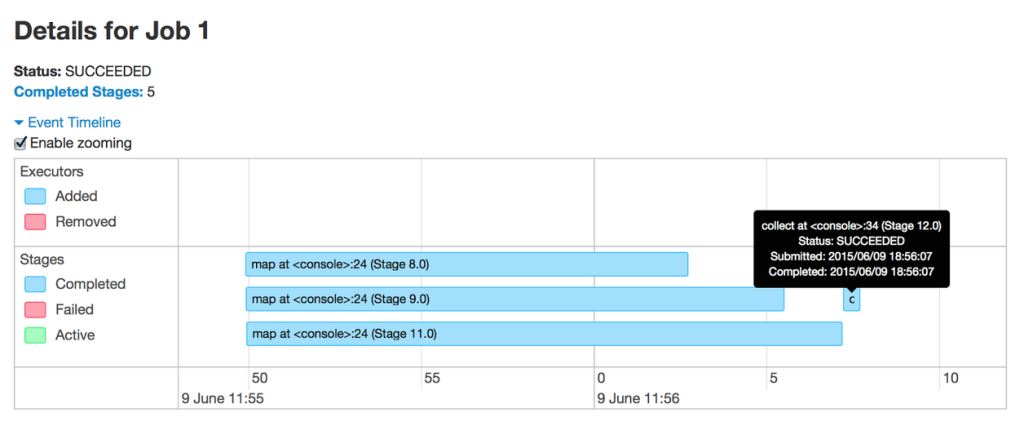 Details for Job 1
Status: SUCCEEDED
Completed Stages: 5
Event Timeline
Enable zooming
Executors
Added
Removed
collect at <console>:34 (Stage 12.0)
Status: SUCCEEDED
Submitted: 2015/06/09 18:56:07
Completed: 2015/06/09 18:56:07
Stages
Completed
Failed
Active
map at <console>:24 (Stage 8.0)
map at <console>:24 (Stage 9.0)
c
map at <console>:24 (Stage 11.0)
50 55 0 5 10
9 June 11:55 9 June 11:56